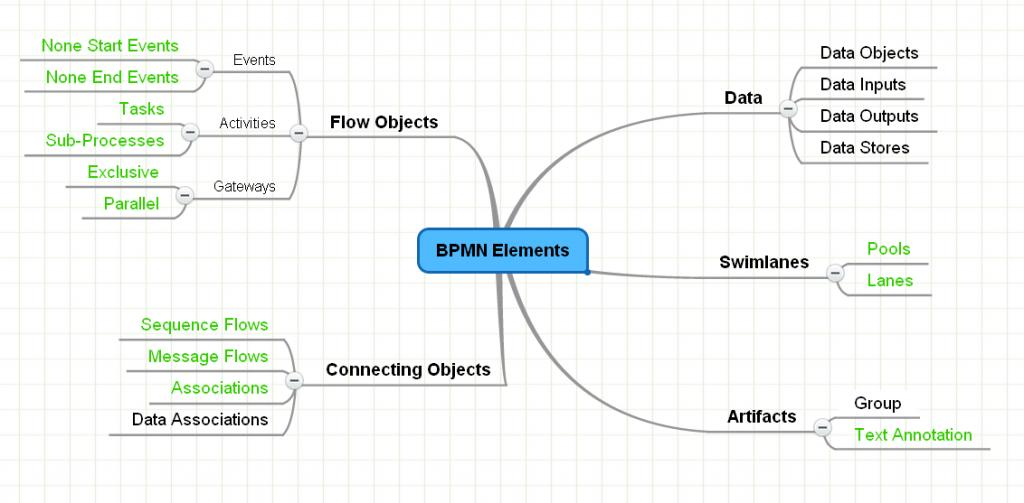 BPMN Elements
Flow Objects
Events
None Start Events
None End Events
Activities
Tasks
Sub-Processes
Gateways
Exclusive
Parallel
Connecting Objects
Sequence Flows
Message Flows
Associations
Data Associations
Data
Data Objects
Data Inputs
Data Outputs
Data Stores
Swimlanes
Pools
Lanes
Artifacts
Group
Text Annotation